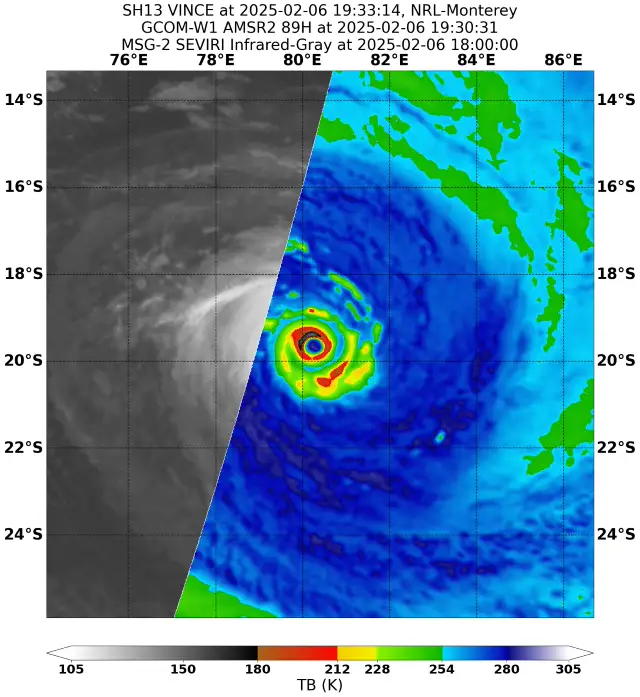 SH13 VINCE at 2025-02-06 19:33:14, NRL-Monterey
GCOM-W1 AMSR2 89H at 2025-02-06 19:30:31
MSG-2 SEVIRI Infrared-Gray at 2025-02-06 18:00:00
76°E 78°E 80°E 82°E 84°E 86°E
14°S 14°S
16°S 16°S
18°S 18°S
20°S 20°S
22°S 22°S
24°S 24°S
105 150 180 212 228 254 280 305
TB (K)